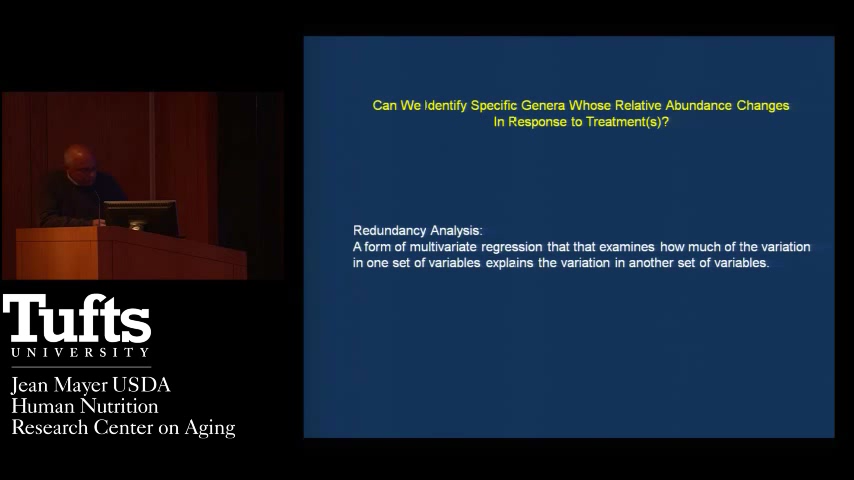 Can We Identify Specific Genera Whose Relative Abundance Changes
In Response to Treatment(s)?
Redundancy Analysis:
A form of multivariate regression that that examines how much of the variation
in one set of variables explains the variation in another set of variables.
Tufts
UNIVERSITY
Jean Mayer USDA
Human Nutrition
Research Center on Aging